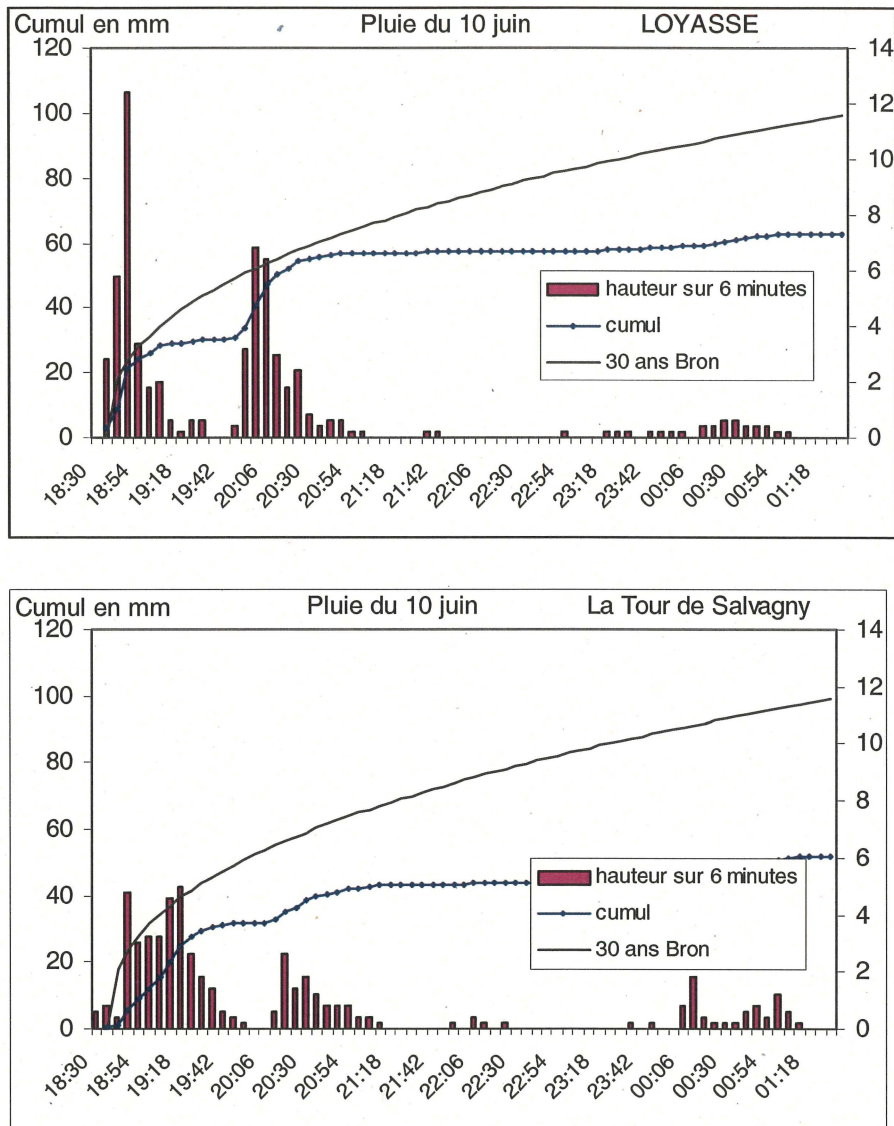 Cumul en mm Pluie du 10 juin LOYASSE
120 14
100 12
80 10
60 8
40 6
20 4
0 2
0
hauteur sur 6 minutes
cumul
30 ans Bron
18:30 18:54 19:18 19:42 20:06 20:30 20:54 21:18 21:42 22:06 22:30 22:54 23:18 23:42 00:06 00:30 00:54 01:18
Cumul en mm Pluie du 10 juin La Tour de Salvagny
120 14
100 12
80 10
60 8
40 6
20 4
0 2
0
hauteur sur 6 minutes
cumul
30 ans Bron
18:30 18:54 19:18 19:42 20:06 20:30 20:54 21:18 21:42 22:06 22:30 22:54 23:18 23:42 00:06 00:30 00:54 01:18